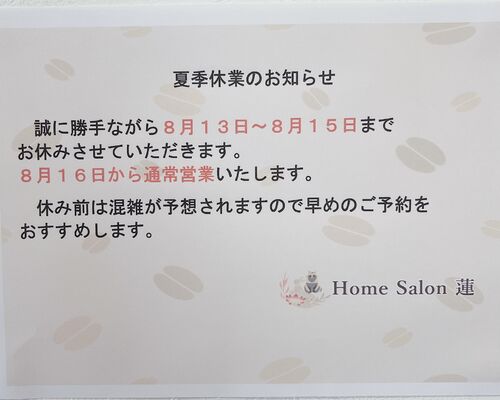 夏季休業のお知らせ
誠に勝手ながら8月13日～8月15日まで
お休みさせていただきます。
8月16日から通常営業いたします。
休み前は混雑が予想されますので早めのご予約を
おすすめします。
Home Salon 蓮